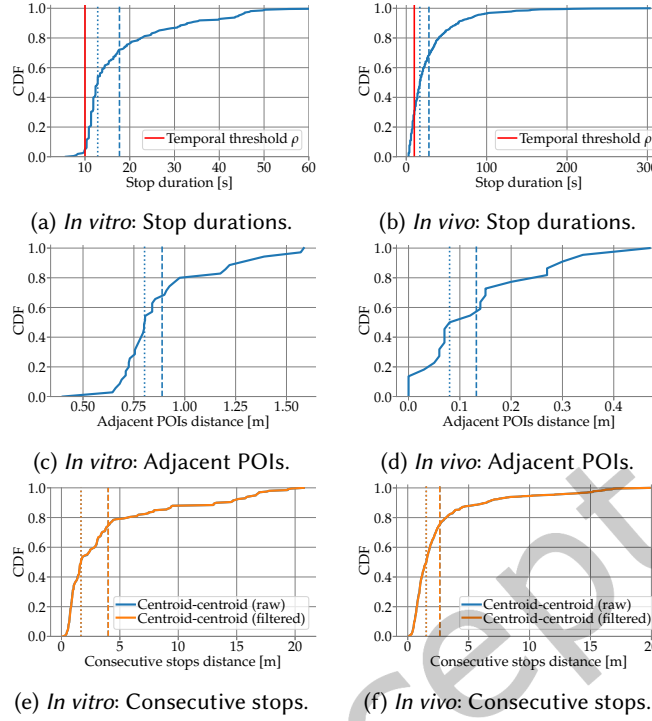 1.0
0.8
0.6
0.4
0.2
0.0
CDF
Temporal threshold ρ
10 20 30 40 50 60
Stop duration [s]
(a) In vitro: Stop durations.
1.0
0.8
0.6
0.4
0.2
0.0
CDF
Temporal threshold ρ
0 100 200 300
Stop duration [s]
(b) In vivo: Stop durations.
1.0
0.8
0.6
0.4
0.2
0.0
CDF
0.50 0.75 1.00 1.25 1.50
Adjacent POIs distance [m]
(c) In vitro: Adjacent POIs.
1.0
0.8
0.6
0.4
0.2
0.0
CDF
0.0 0.1 0.2 0.3 0.4
Adjacent POIs distance [m]
(d) In vivo: Adjacent POIs.
1.0
0.8
0.6
0.4
0.2
0.0
CDF
Centroid-centroid (raw)
Centroid-centroid (filtered)
0 5 10 15 20
Consecutive stops distance [m]
(e) In vitro: Consecutive stops.
1.0
0.8
0.6
0.4
0.2
0.0
CDF
Centroid-centroid (raw)
Centroid-centroid (filtered)
0 5 10 15 20
Consecutive stops distance [m]
(f) In vivo: Consecutive stops.
cept